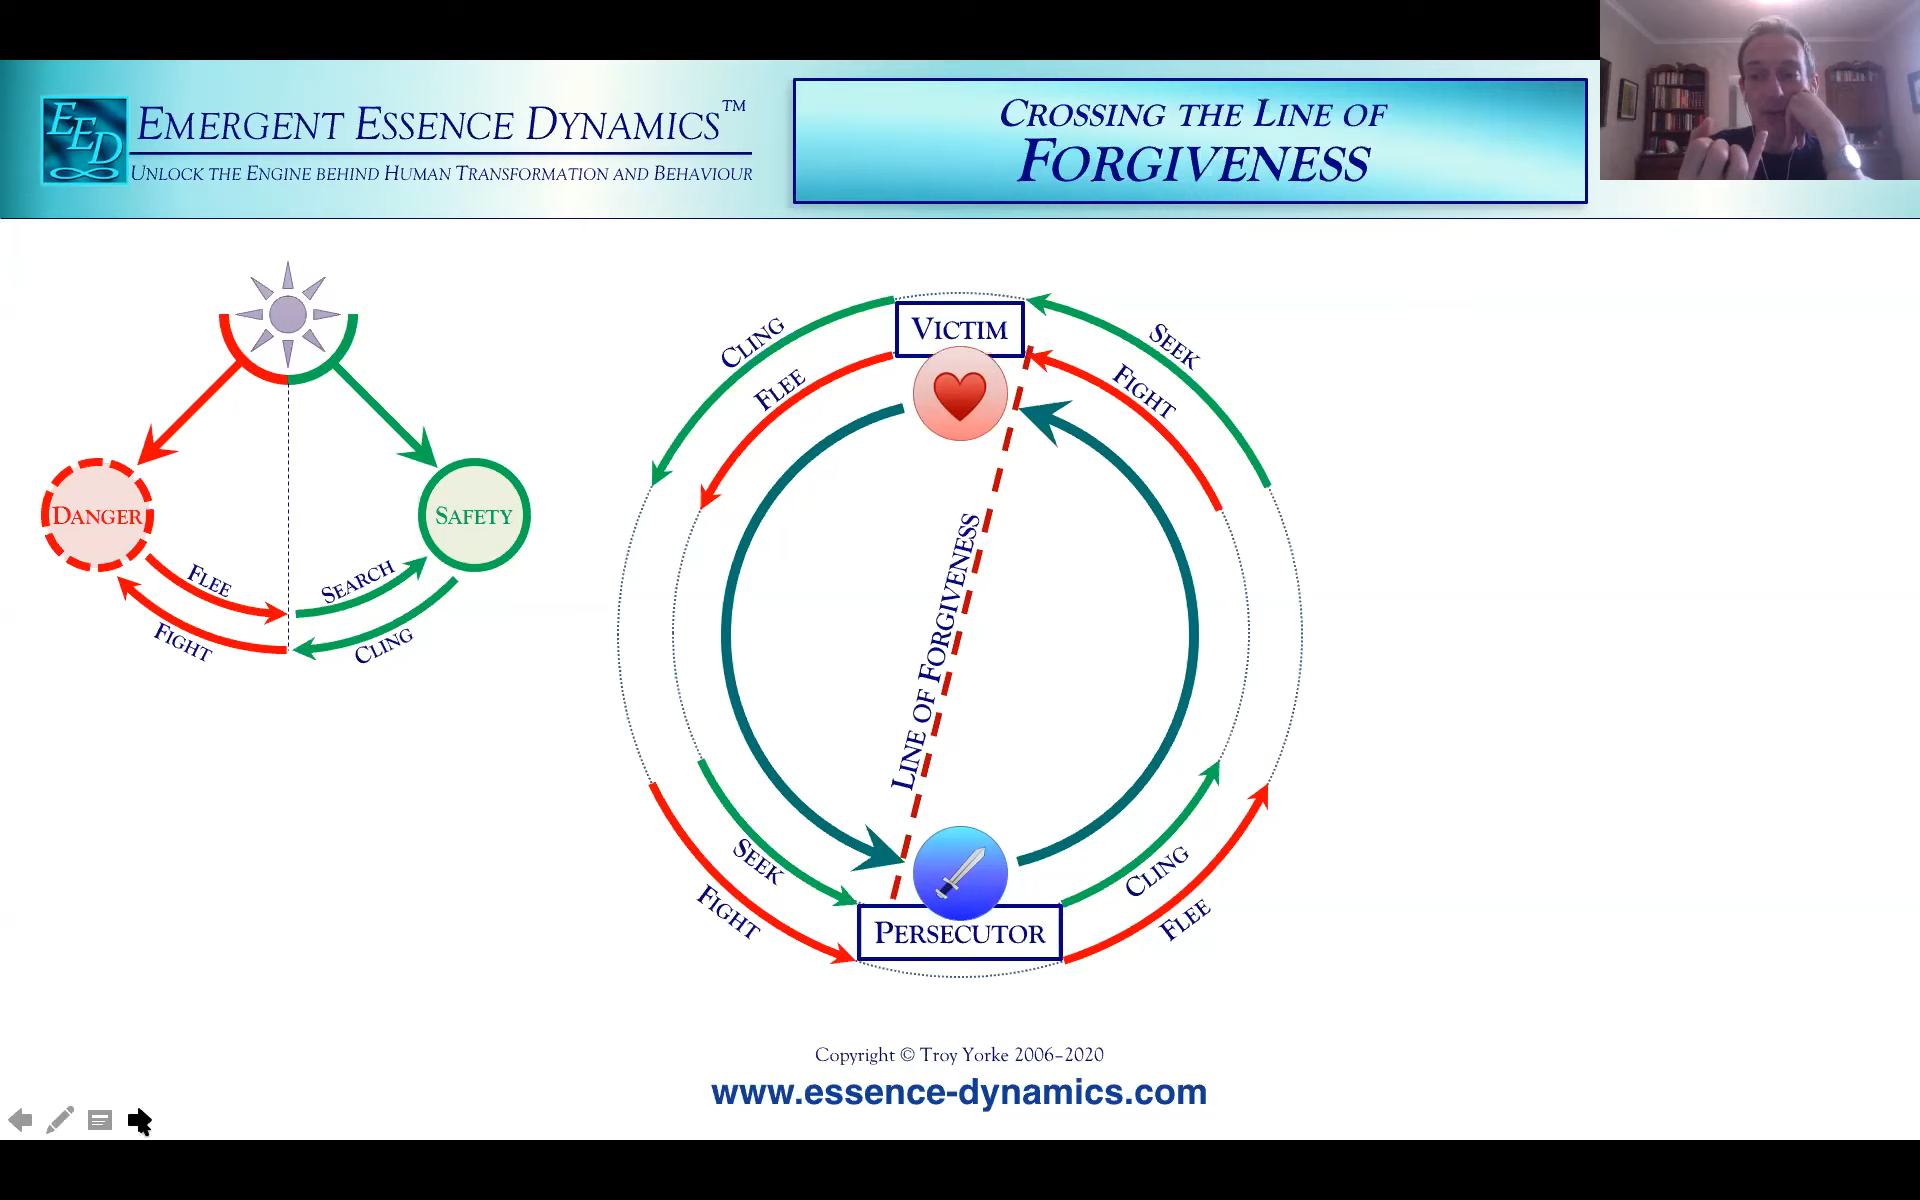 EED
EMERGENT ESSENCE DYNAMICS™
UNLOCK THE ENGINE BEHIND HUMAN TRANSFORMATION AND BEHAVIOUR
CROSSING THE LINE OF
FORGIVENESS
DANGER
SAFETY
FLEE
SEARCH
FIGHT
CLING
VICTIM
CLING
FLEE
SEEK
FIGHT
LINE OF FORGIVENESS
SEEK
FIGHT
CLING
FLEE
PERSECUTOR
Copyright © Troy Yorke 2006–2020
www.essence-dynamics.com